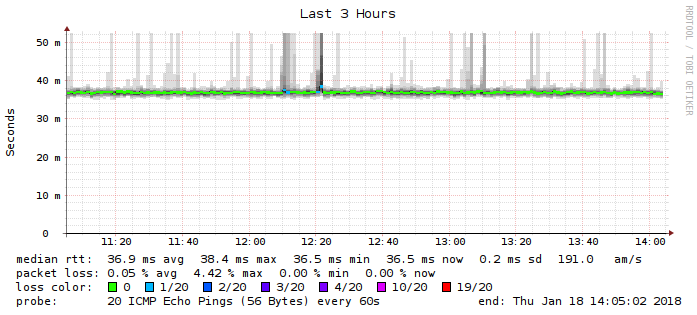 Last 3 Hours
RRDTOOL / TOBI OETIKER
Seconds
50 m
40 m
30 m
20 m
10 m
0
11:20 11:40 12:00 12:20 12:40 13:00 13:20 13:40 14:00
median rtt: 36.9 ms avg 38.4 ms max 36.5 ms min 36.5 ms now 0.2 ms sd 191.0 am/s
packet loss: 0.05 % avg 4.42 % max 0.00 % min 0.00 % now
loss color: 0 1/20 2/20 3/20 4/20 10/20 19/20
probe: 20 ICMP Echo Pings (56 Bytes) every 60s end: Thu Jan 18 14:05:02 2018